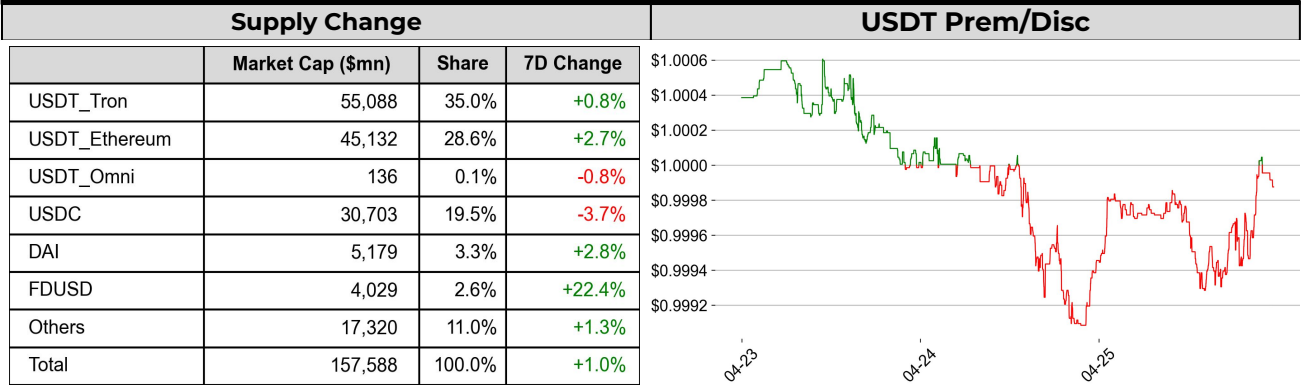 Supply Change
Market Cap ($mn) Share 7D Change
USDT_Tron 55,088 35.0% +0.8%
USDT_Ethereum 45,132 28.6% +2.7%
USDT_Omni 136 0.1% -0.8%
USDC 30,703 19.5% -3.7%
DAI 5,179 3.3% +2.8%
FDUSD 4,029 2.6% +22.4%
Others 17,320 11.0% +1.3%
Total 157,588 100.0% +1.0%
USDT Prem/Disc
$1.0006
$1.0004
$1.0002
$1.0000
$0.9998
$0.9996
$0.9994
$0.9992
04-23 04-24 04-25